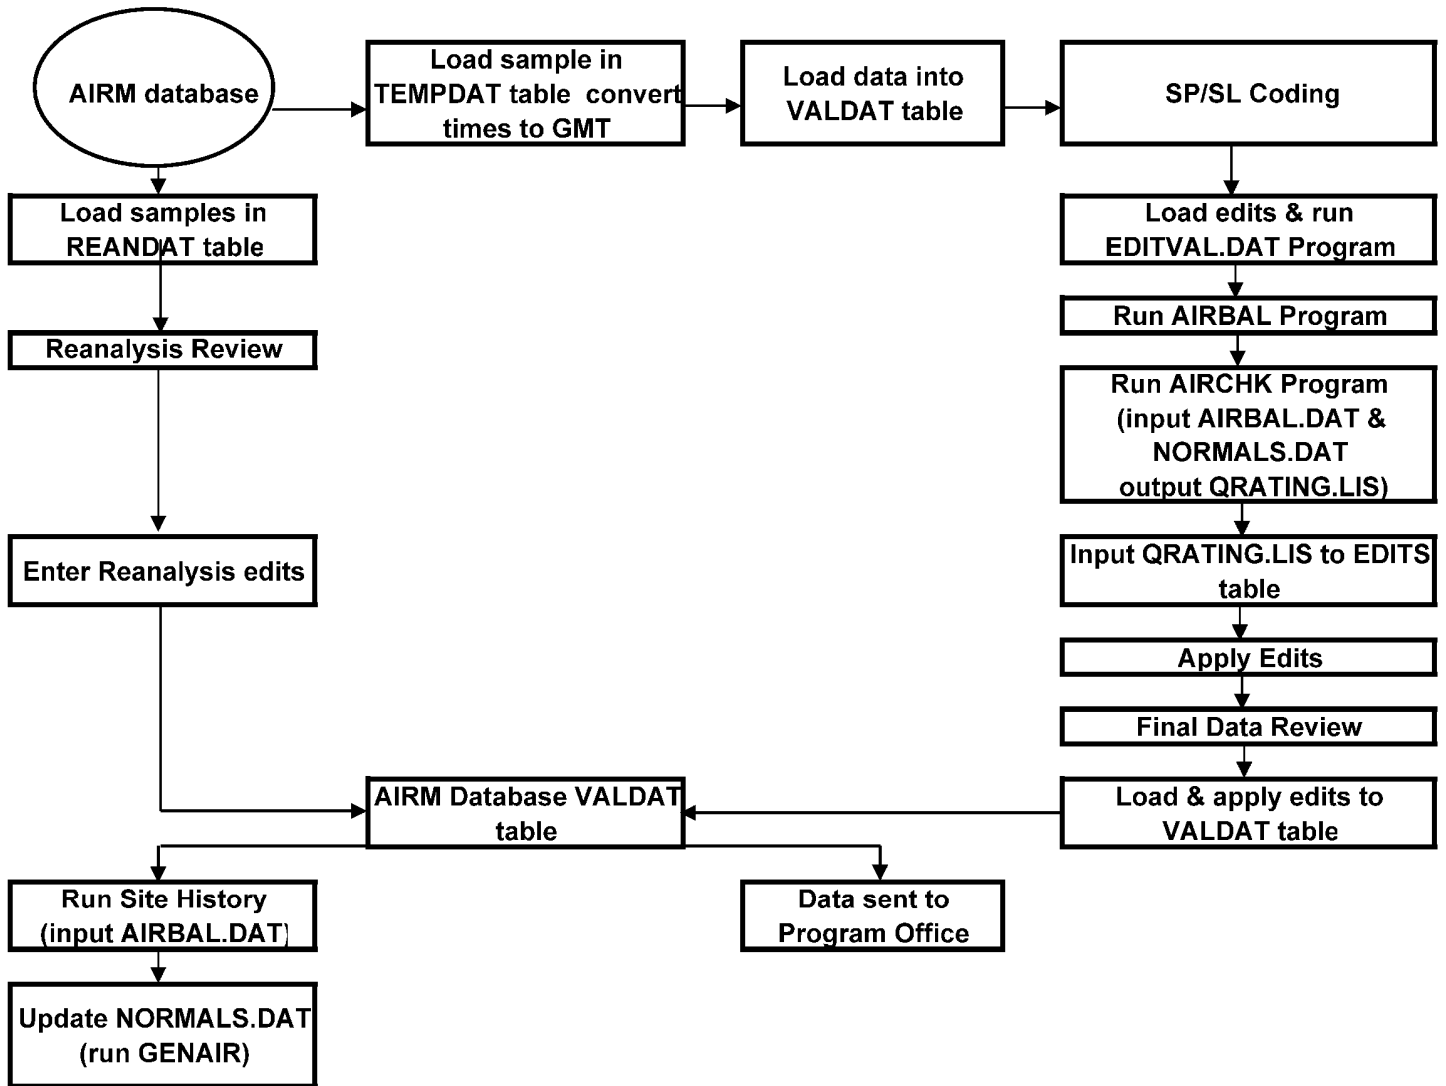 AIRM database
Load sample in
TEMPDAT table convert
times to GMT
Load data into
VALDAT table
SP/SL Coding
Load samples in
REANDAT table
Load edits & run
EDITVAL.DAT Program
Run AIRBAL Program
Reanalysis Review
Run AIRCHK Program
(input AIRBAL.DAT &
NORMALS.DAT
output QRATING.LIS)
Enter Reanalysis edits
Input QRATING.LIS to EDITS
table
Apply Edits
Final Data Review
AIRM Database VALDAT
table
Load & apply edits to
VALDAT table
Run Site History
(input AIRBAL.DAT)
Data sent to
Program Office
Update NORMALS.DAT
(run GENAIR)